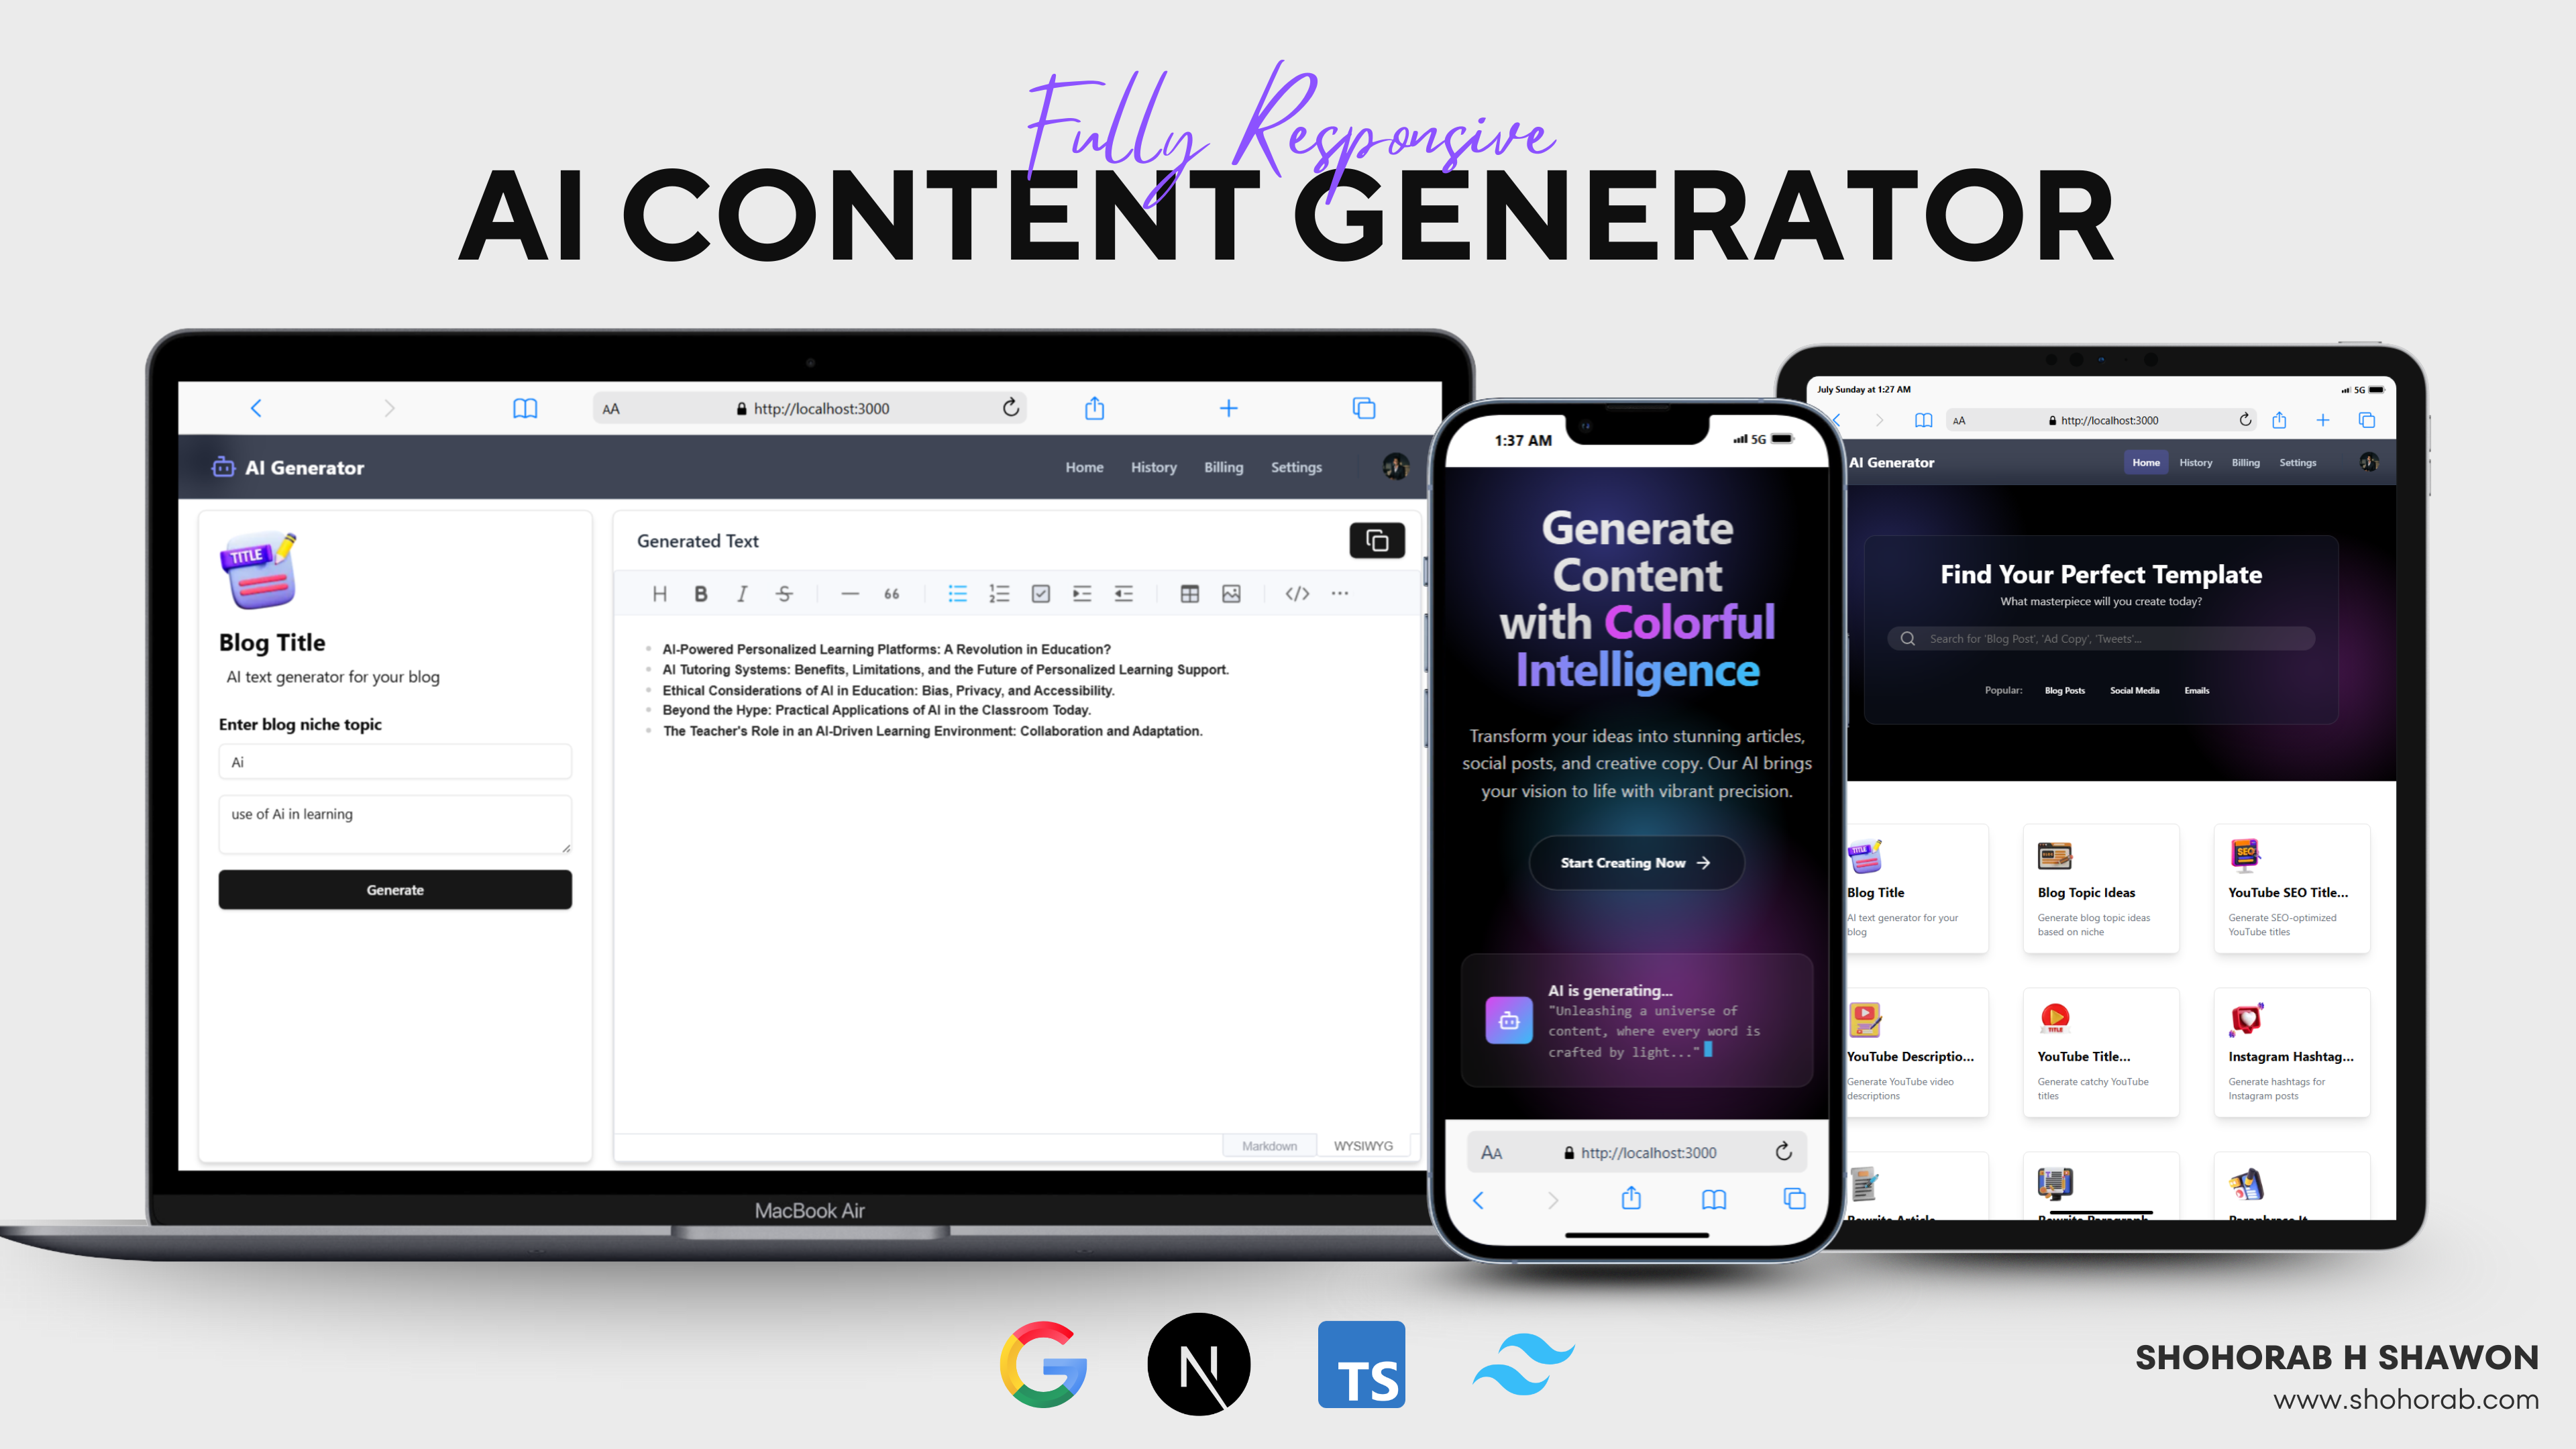 Fully Responsive
AI CONTENT GENERATOR
AA
http://localhost:3000
AI Generator
Home
History
Billing
Settings
TITLE
Blog Title
AI text generator for your blog
Enter blog niche topic
Ai
use of Ai in learning
Generate
Generated Text
H B I S 66
AI-Powered Personalized Learning Platforms: A Revolution in Education?
AI Tutoring Systems: Benefits, Limitations, and the Future of Personalized Learning Support.
Ethical Considerations of AI in Education: Bias, Privacy, and Accessibility.
Beyond the Hype: Practical Applications of AI in the Classroom Today.
The Teacher's Role in an AI-Driven Learning Environment: Collaboration and Adaptation.
Markdown
WYSIWYG
MacBook Air
1:37 AM
5G
Generate
Content
with Colorful
Intelligence
Transform your ideas into stunning articles,
social posts, and creative copy. Our AI brings
your vision to life with vibrant precision.
Start Creating Now
AI is generating...
"Unleashing a universe of
content, where every word is
crafted by light..."
AA
http://localhost:3000
July Sunday at 1:27 AM
5G
AA
http://localhost:3000
AI Generator
Home
History
Billing
Settings
Find Your Perfect Template
What masterpiece will you create today?
Search for 'Blog Post', 'Ad Copy', 'Tweets'...
Popular:
Blog Posts
Social Media
Emails
TITLE
Blog Title
AI text generator for your
blog
Blog Topic Ideas
Generate blog topic ideas
based on niche
SEO
YouTube SEO Title...
Generate SEO-optimized
YouTube titles
YouTube Descriptio...
Generate YouTube video
descriptions
TITLE
YouTube Title...
Generate catchy YouTube
titles
Instagram Hashtag...
Generate hashtags for
Instagram posts
Rewrite Article
Rewrite Paragraph
Paraphrase It
TS
SHOHORAB H SHAWON
www.shohorab.com